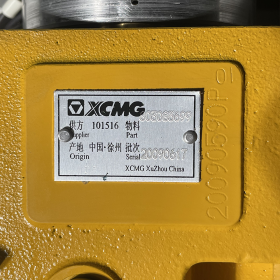 XCMG
供方 101516 物料
Supplier Part
产地 中国·徐州 批次
Origin Serial 20090617
XCMG XuZhou China